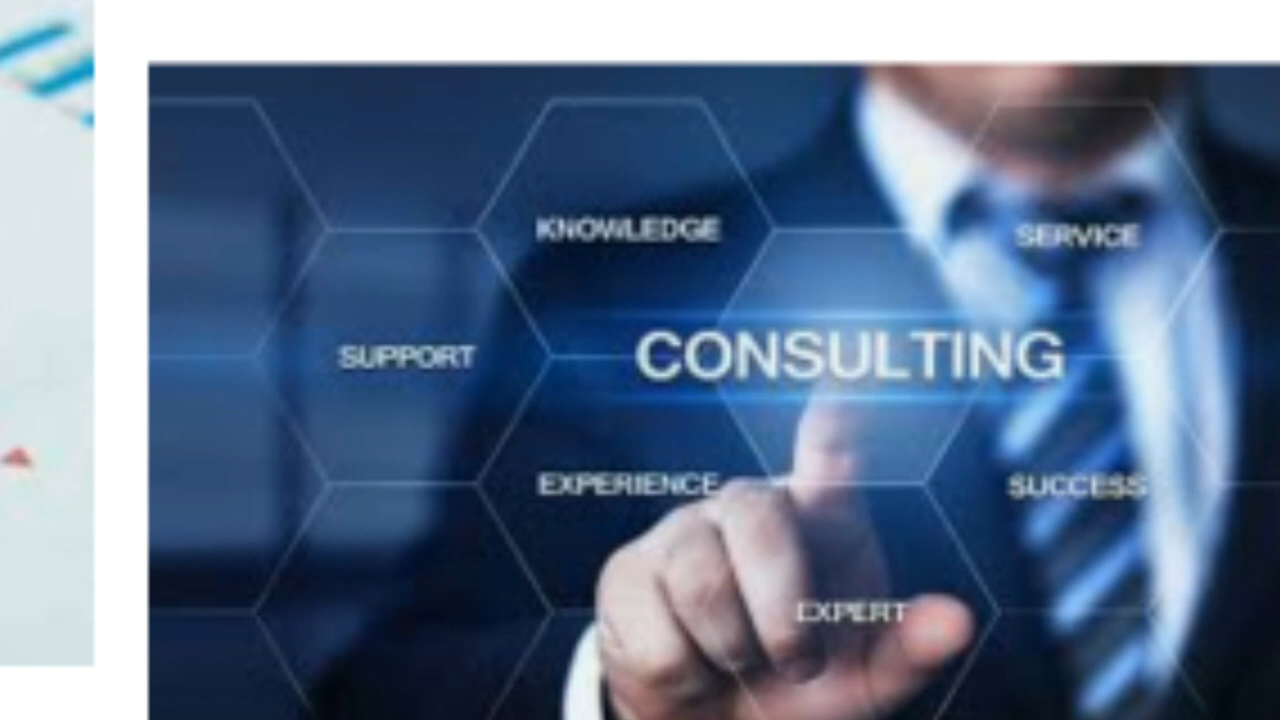 KNOWLEDGE
SERVICE
SUPPORT
CONSULTING
EXPERIENCE
SUCCESS
EXPERT